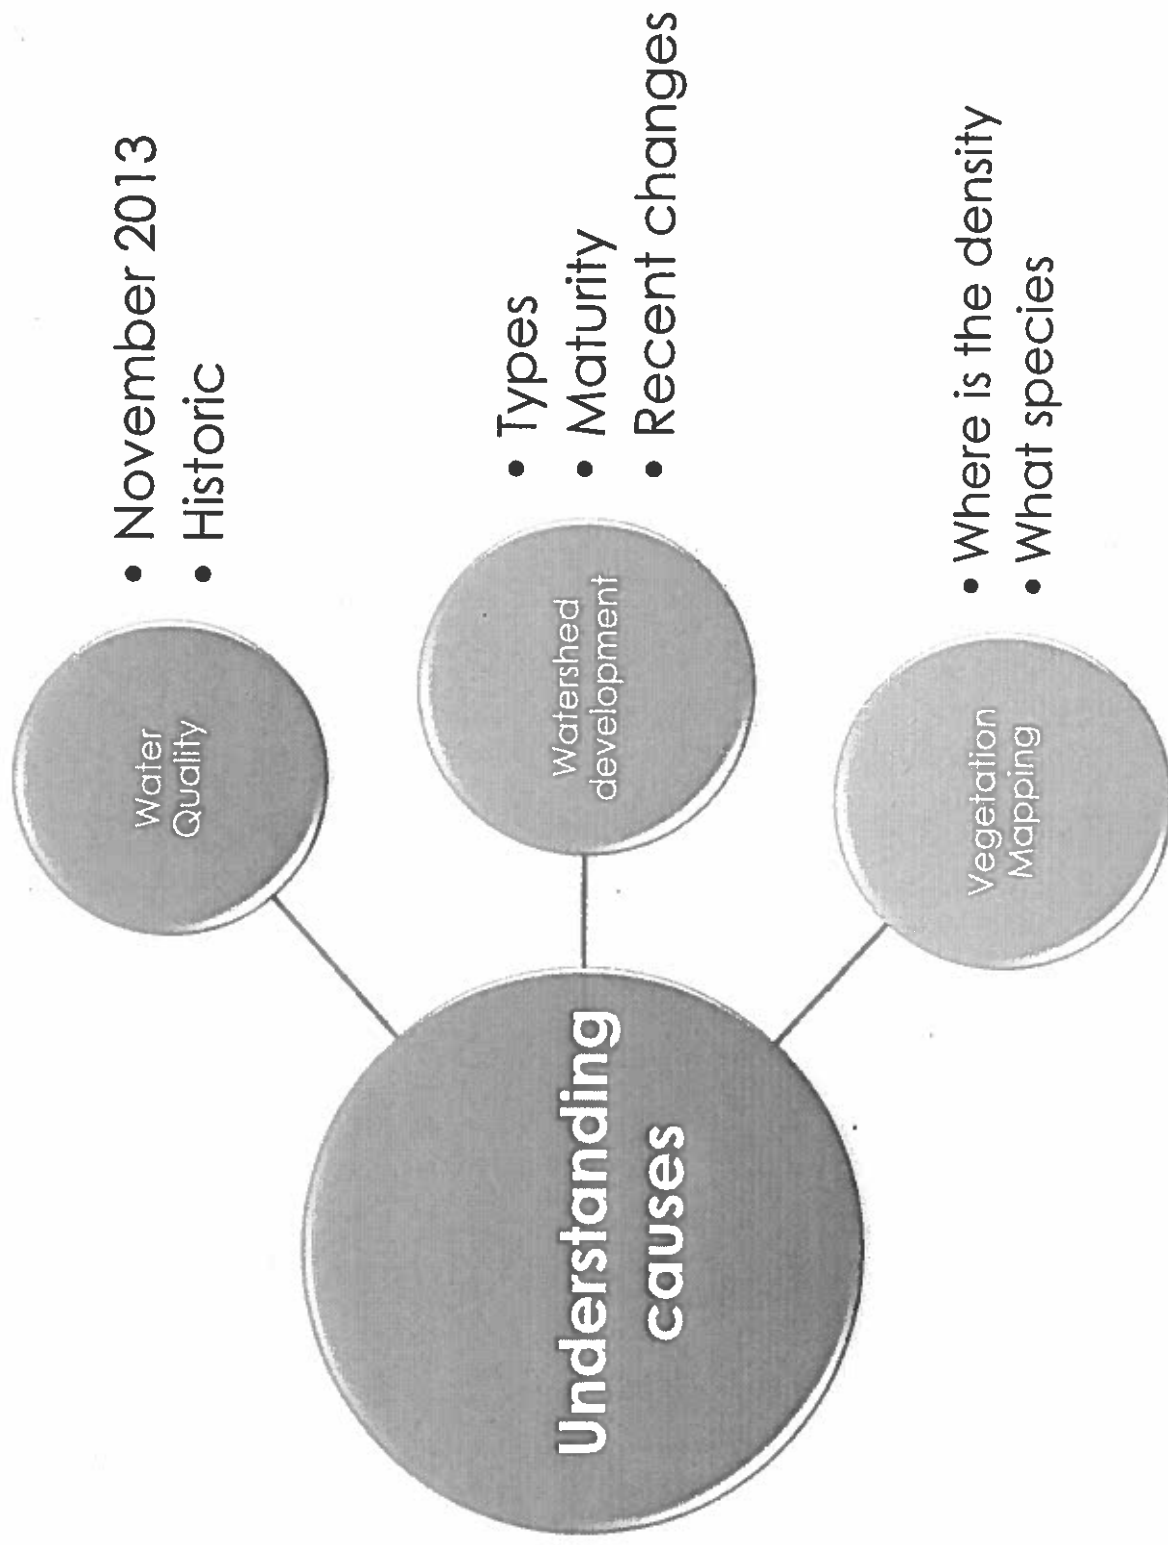 Understanding
causes
Water
Quality
• November 2013
• Historic
Watershed
development
• Types
• Maturity
• Recent changes
Vegetation
Mapping
• Where is the density
• What species